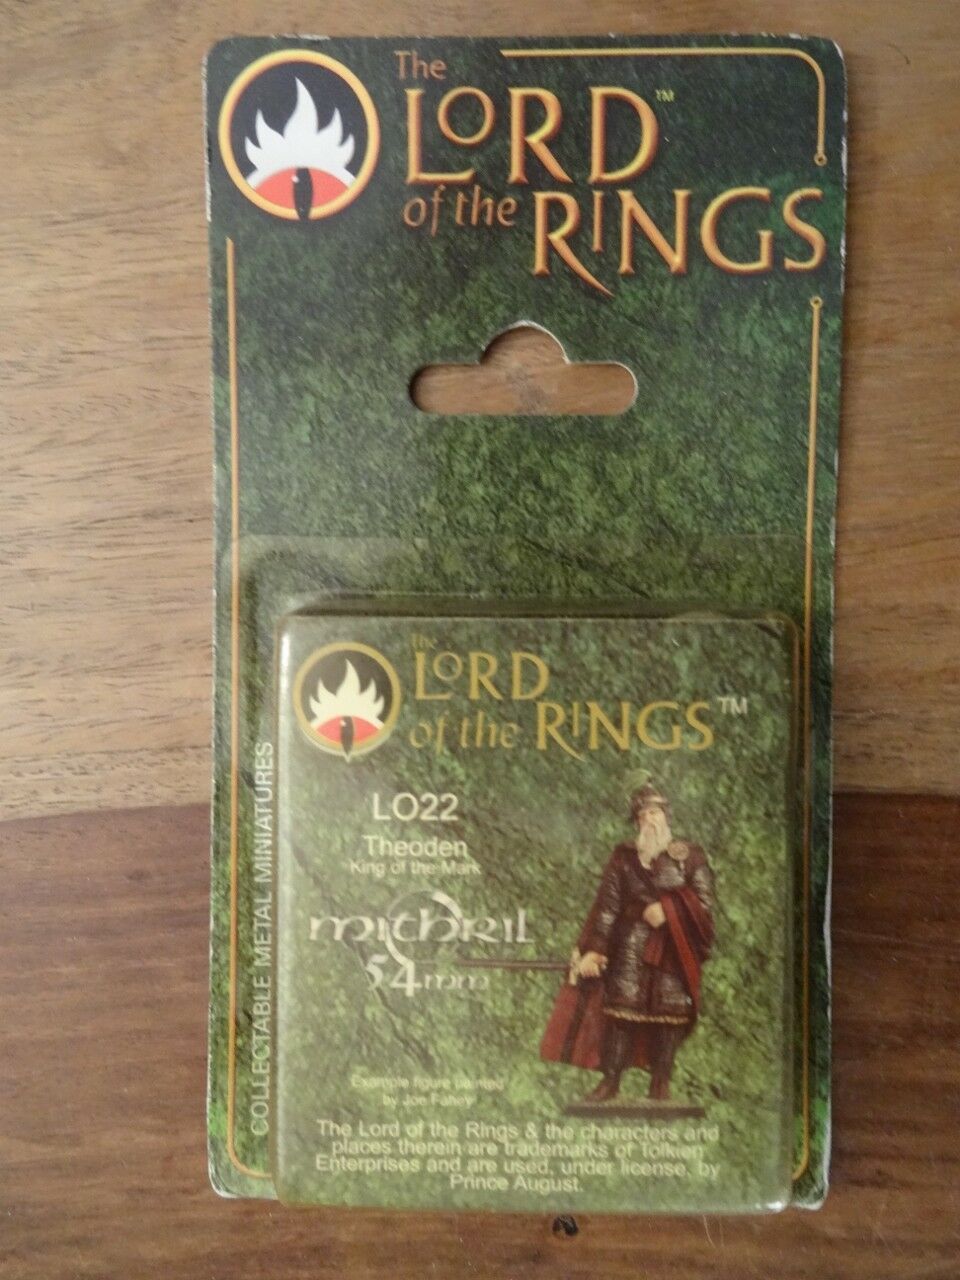 The
LORD™
of the RINGS
The
LORD
of the RINGS™
LO22
Theoden
King of the Mark
mithril
54mm
Example figure painted
by Joe Fahey
The Lord of the Rings & the characters and
places therein are trademarks of Tolkien
Enterprises and are used, under license, by
Prince August.
COLLECTABLE METAL MINIATURES